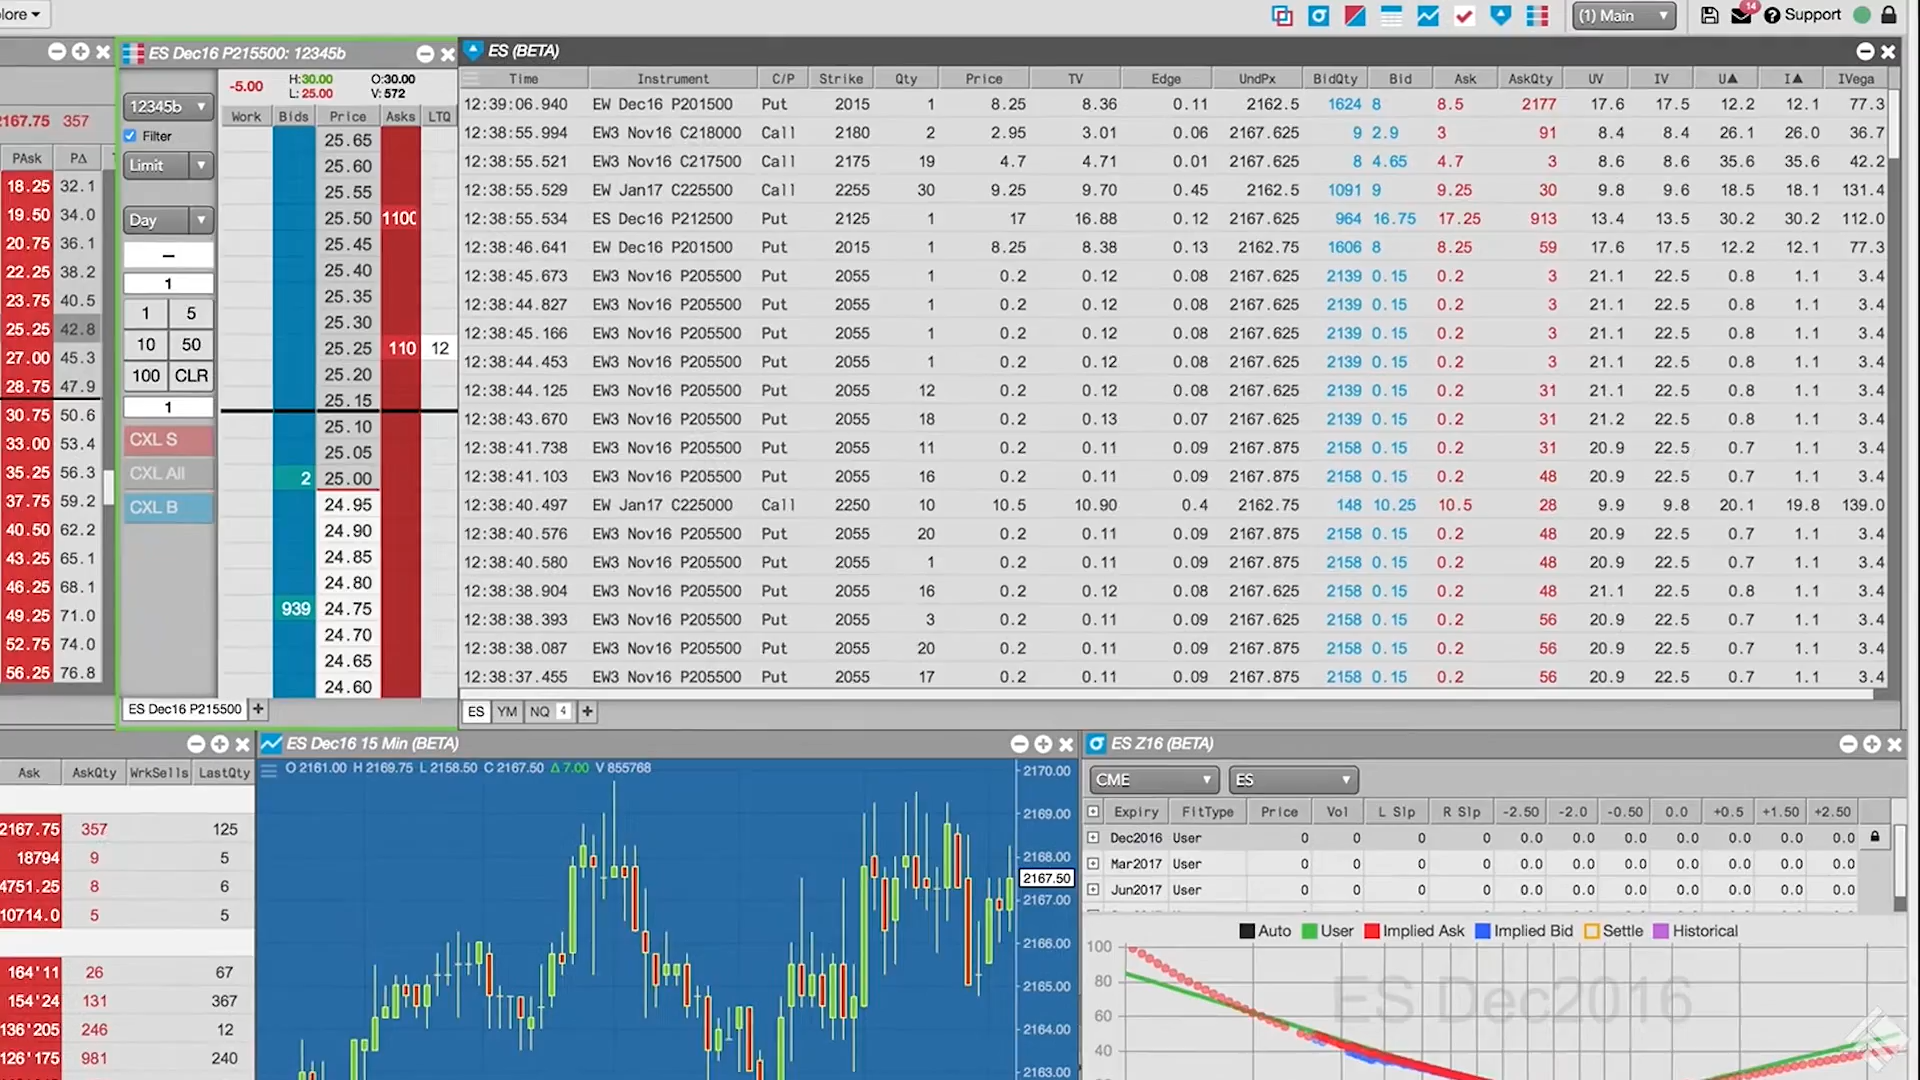 lore
(1) Main
14
Support
2167.75 357
PAsk PΔ
18.25 32.1
19.50 34.0
20.75 36.1
22.25 38.2
23.75 40.5
25.25 42.8
27.00 45.3
28.75 47.9
30.75 50.6
33.00 53.4
35.25 56.3
37.75 59.2
40.50 62.2
43.25 65.1
46.25 68.1
49.25 71.0
52.75 74.0
56.25 76.8
ES Dec16 P215500: 12345b
-5.00 H:30.00 O:30.00
L: 25.00 V: 572
12345b
Filter
Limit
Day
–
1
1 5
10 50
100 CLR
1
CXL S
CXL All
CXL B
Work Bids Price Asks LTQ
25.65
25.60
25.55
25.50 1100
25.45
25.40
25.35
25.30
25.25 110 12
25.20
25.15
25.10
25.05
2 25.00
24.95
24.90
24.85
24.80
939 24.75
24.70
24.65
24.60
ES Dec16 P215500 +
ES (BETA)
Time Instrument C/P Strike Qty Price TV Edge UndPx BidQty Bid Ask AskQty UV IV U▲ I▲ IVega
12:39:06.940 EW Dec16 P201500 Put 2015 1 8.25 8.36 0.11 2162.5 1624 8 8.5 2177 17.6 17.5 12.2 12.1 77.3
12:38:55.994 EW3 Nov16 C218000 Call 2180 2 2.95 3.01 0.06 2167.625 9 2.9 3 91 8.4 8.4 26.1 26.0 36.7
12:38:55.521 EW3 Nov16 C217500 Call 2175 19 4.7 4.71 0.01 2167.625 8 4.65 4.7 3 8.6 8.6 35.6 35.6 42.2
12:38:55.529 EW Jan17 C225500 Call 2255 30 9.25 9.70 0.45 2162.5 1091 9 9.25 30 9.8 9.6 18.5 18.1 131.4
12:38:55.534 ES Dec16 P212500 Put 2125 1 17 16.88 0.12 2167.625 964 16.75 17.25 913 13.4 13.5 30.2 30.2 112.0
12:38:46.641 EW Dec16 P201500 Put 2015 1 8.25 8.38 0.13 2162.75 1606 8 8.25 59 17.6 17.5 12.2 12.1 77.3
12:38:45.673 EW3 Nov16 P205500 Put 2055 1 0.2 0.12 0.08 2167.625 2139 0.15 0.2 3 21.1 22.5 0.8 1.1 3.4
12:38:44.827 EW3 Nov16 P205500 Put 2055 1 0.2 0.12 0.08 2167.625 2139 0.15 0.2 3 21.1 22.5 0.8 1.1 3.4
12:38:45.166 EW3 Nov16 P205500 Put 2055 1 0.2 0.12 0.08 2167.625 2139 0.15 0.2 3 21.1 22.5 0.8 1.1 3.4
12:38:44.453 EW3 Nov16 P205500 Put 2055 1 0.2 0.12 0.08 2167.625 2139 0.15 0.2 3 21.1 22.5 0.8 1.1 3.4
12:38:44.125 EW3 Nov16 P205500 Put 2055 12 0.2 0.12 0.08 2167.625 2139 0.15 0.2 31 21.1 22.5 0.8 1.1 3.4
12:38:43.670 EW3 Nov16 P205500 Put 2055 18 0.2 0.13 0.07 2167.625 2139 0.15 0.2 31 21.2 22.5 0.8 1.1 3.4
12:38:41.738 EW3 Nov16 P205500 Put 2055 11 0.2 0.11 0.09 2167.875 2158 0.15 0.2 31 20.9 22.5 0.7 1.1 3.4
12:38:41.103 EW3 Nov16 P205500 Put 2055 16 0.2 0.11 0.09 2167.875 2158 0.15 0.2 48 20.9 22.5 0.7 1.1 3.4
12:38:40.497 EW Jan17 C225000 Call 2250 10 10.5 10.90 0.4 2162.75 148 10.25 10.5 28 9.9 9.8 20.1 19.8 139.0
12:38:40.576 EW3 Nov16 P205500 Put 2055 20 0.2 0.11 0.09 2167.875 2158 0.15 0.2 48 20.9 22.5 0.7 1.1 3.4
12:38:40.580 EW3 Nov16 P205500 Put 2055 1 0.2 0.11 0.09 2167.875 2158 0.15 0.2 48 20.9 22.5 0.7 1.1 3.4
12:38:38.904 EW3 Nov16 P205500 Put 2055 16 0.2 0.12 0.08 2167.625 2158 0.15 0.2 48 21.1 22.5 0.8 1.1 3.4
12:38:38.393 EW3 Nov16 P205500 Put 2055 3 0.2 0.11 0.09 2167.875 2158 0.15 0.2 56 20.9 22.5 0.7 1.1 3.4
12:38:38.087 EW3 Nov16 P205500 Put 2055 20 0.2 0.11 0.09 2167.875 2158 0.15 0.2 56 20.9 22.5 0.7 1.1 3.4
12:38:37.455 EW3 Nov16 P205500 Put 2055 17 0.2 0.11 0.09 2167.875 2158 0.15 0.2 56 20.9 22.5 0.7 1.1 3.4
ES YM NQ 4 +
Ask AskQty WrkSells LastQty
2167.75 357 125
18794 9 5
4751.25 8 6
10714.0 5 5
164'11 26 67
154'24 131 367
136'205 246 12
126'175 981 240
ES Dec16 15 Min (BETA)
O 2161.00 H 2169.75 L 2158.50 C 2167.50 Δ 7.00 V 855768
2170.00
2169.00
2168.00
2167.50
2167.00
2166.00
2165.00
2164.00
2163.00
ES Z16 (BETA)
CME ES
Expiry FitType Price Vol L Slp R Slp -2.50 -2.0 -0.50 0.0 +0.5 +1.50 +2.50
Dec2016 User 0 0 0 0 0.0 0.0 0.0 0.0 0.0 0.0 0.0
Mar2017 User 0 0 0 0 0.0 0.0 0.0 0.0 0.0 0.0 0.0
Jun2017 User 0 0 0 0 0.0 0.0 0.0 0.0 0.0 0.0 0.0
Auto User Implied Ask Implied Bid Settle Historical
ES Dec2016
100
80
60
40